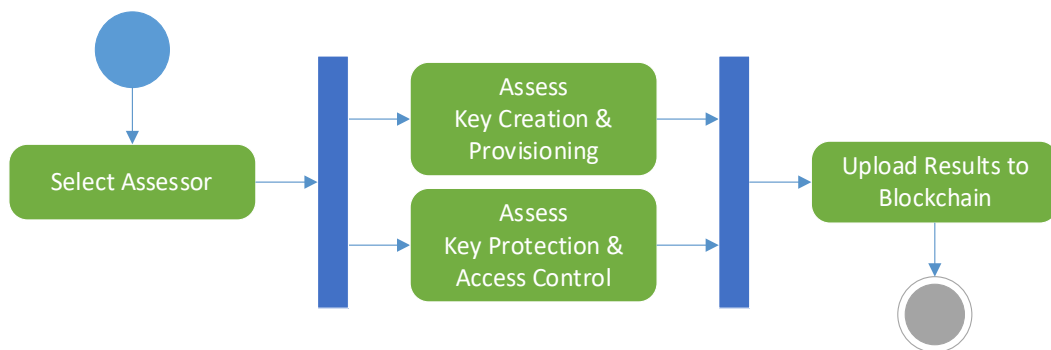 Select Assessor
Assess
Key Creation &
Provisioning
Assess
Key Protection &
Access Control
Upload Results to
Blockchain